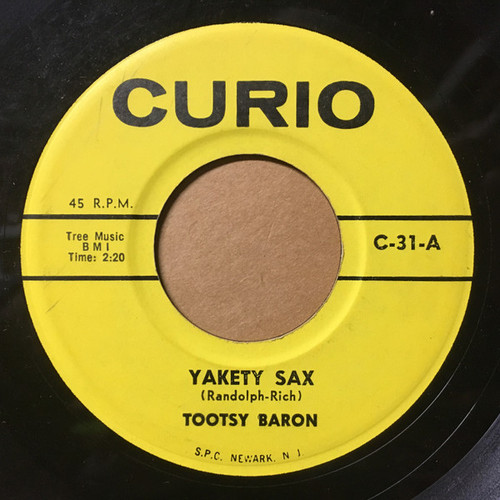 CURIO
45 R.P.M.
Tree Music
B M I
Time: 2:20
C-31-A
YAKETY SAX
(Randolph-Rich)
TOOTSY BARON
S.P.C. NEWARK, N J.